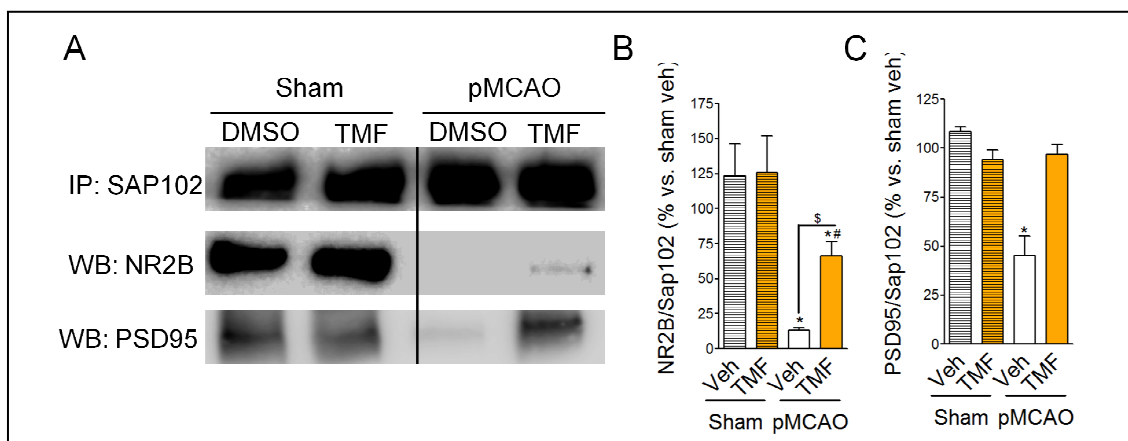 A
B
C
Sham
pMCAO
DMSO
TMF
DMSO
TMF
IP: SAP102
WB: NR2B
WB: PSD95
NR2B/Sap102 (% vs. sham veh)
175
150
125
100
75
50
25
0
$
*
*#
Veh
TMF
Veh
TMF
Sham
pMCAO
PSD95/Sap102 (% vs. sham veh)
125
100
75
50
25
0
*
Veh
TMF
Veh
TMF
Sham
pMCAO